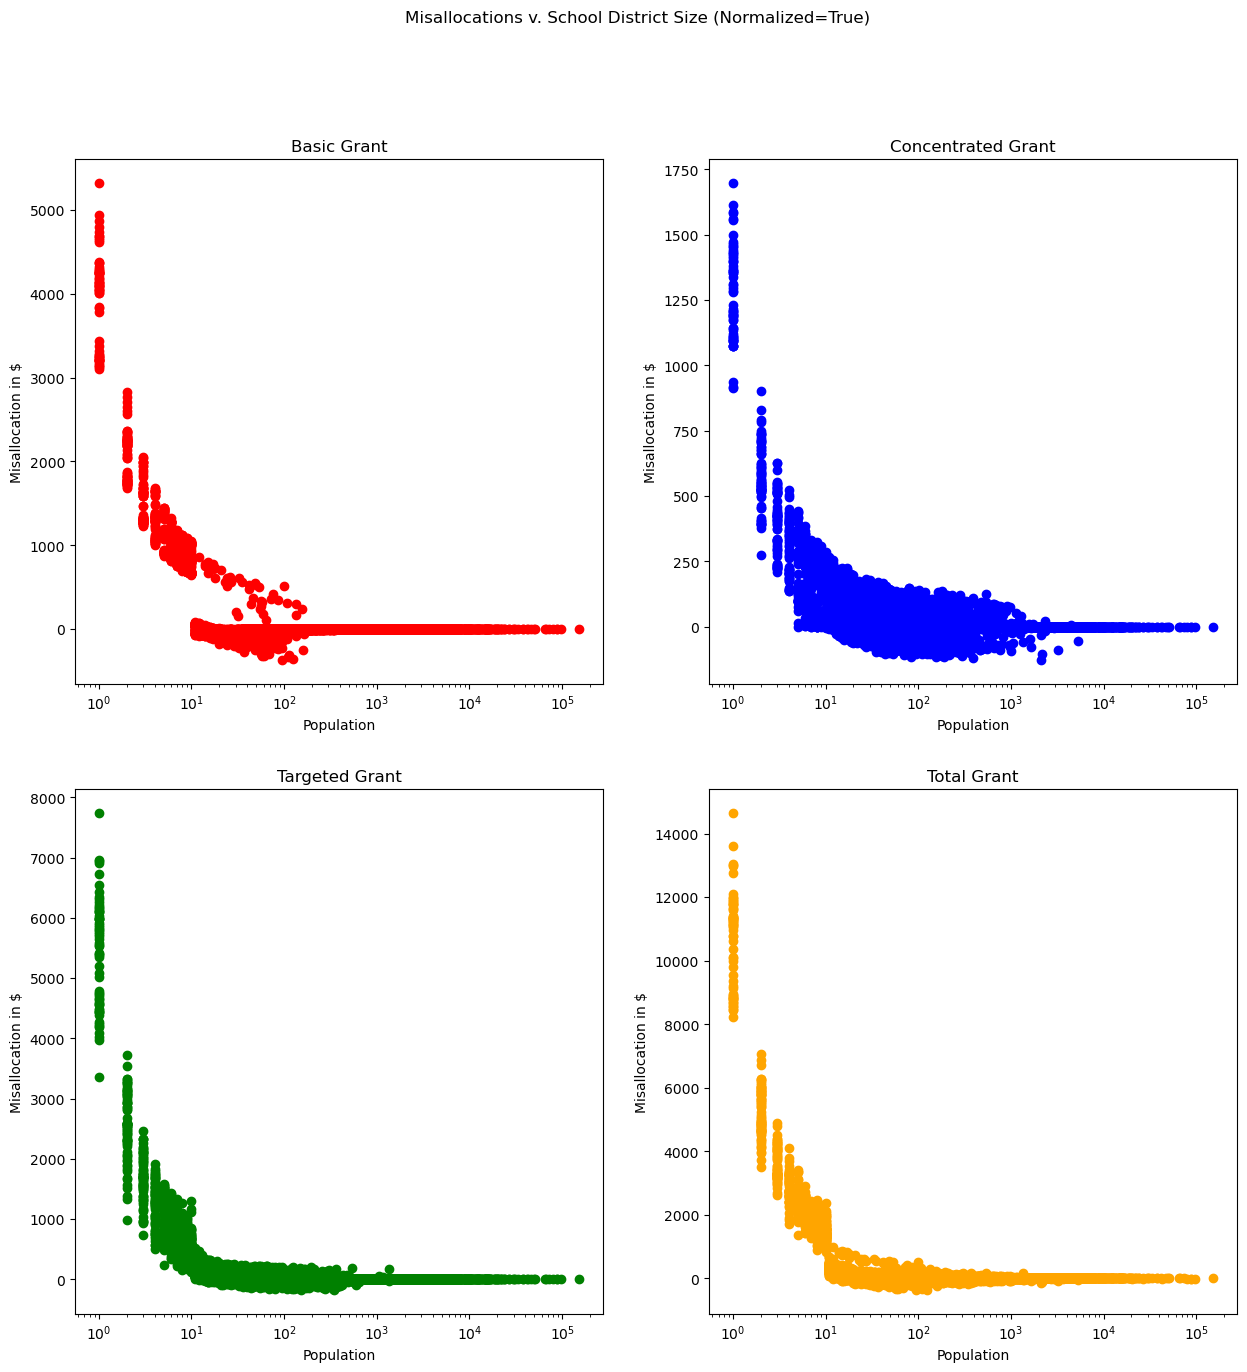 Misallocations v. School District Size (Normalized=True)
Basic Grant
Misallocation in $
5000
4000
3000
2000
1000
0
10^0 10^1 10^2 10^3 10^4 10^5
Population
Concentrated Grant
Misallocation in $
1750
1500
1250
1000
750
500
250
0
10^0 10^1 10^2 10^3 10^4 10^5
Population
Targeted Grant
Misallocation in $
8000
7000
6000
5000
4000
3000
2000
1000
0
10^0 10^1 10^2 10^3 10^4 10^5
Population
Total Grant
Misallocation in $
14000
12000
10000
8000
6000
4000
2000
0
10^0 10^1 10^2 10^3 10^4 10^5
Population